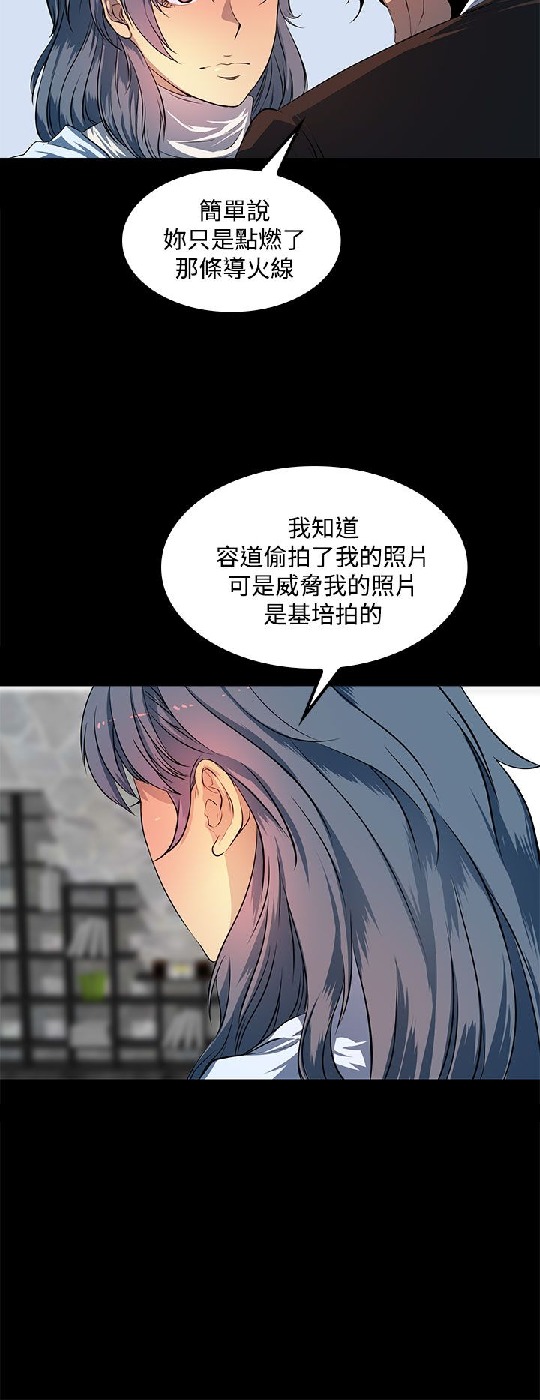 簡單說
妳只是點燃了
那條導火線
我知道
容道偷拍了我的照片
可是威脅我的照片
是基培拍的